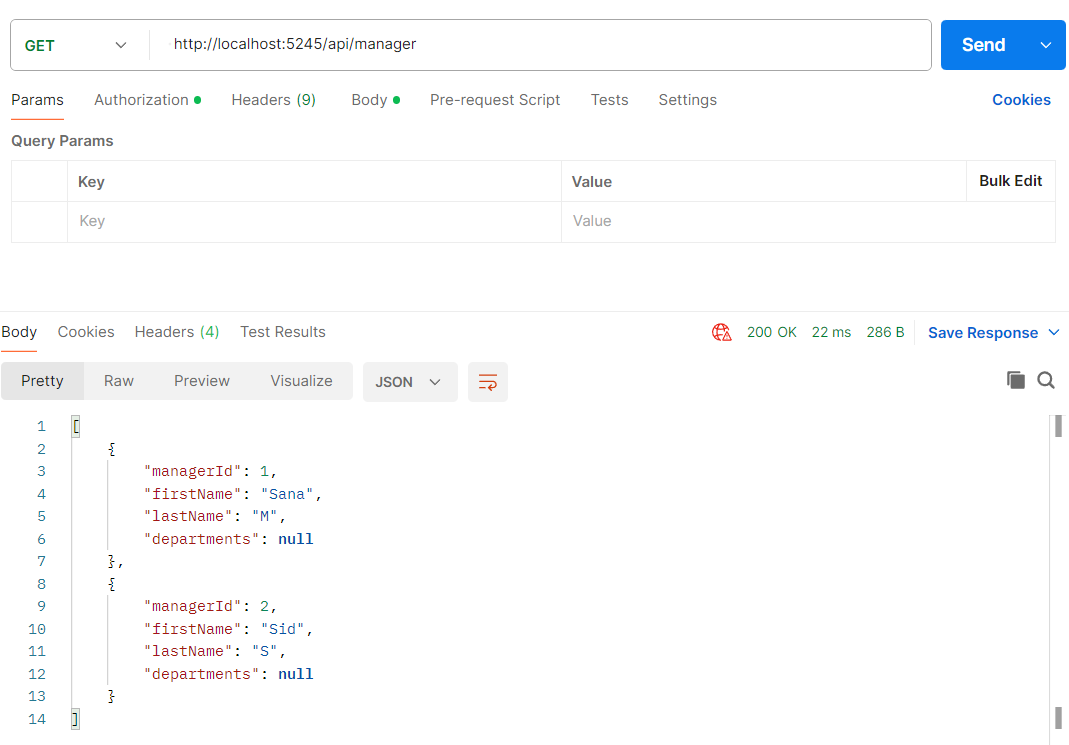 GET http://localhost:5245/api/manager Send
Params Authorization Headers (9) Body Pre-request Script Tests Settings Cookies
Query Params
Key Value Bulk Edit
Key Value
Body Cookies Headers (4) Test Results 200 OK 22 ms 286 B Save Response
Pretty Raw Preview Visualize JSON
1 [
2 {
3 "managerId": 1,
4 "firstName": "Sana",
5 "lastName": "M",
6 "departments": null
7 },
8 {
9 "managerId": 2,
10 "firstName": "Sid",
11 "lastName": "S",
12 "departments": null
13 }
14 ]